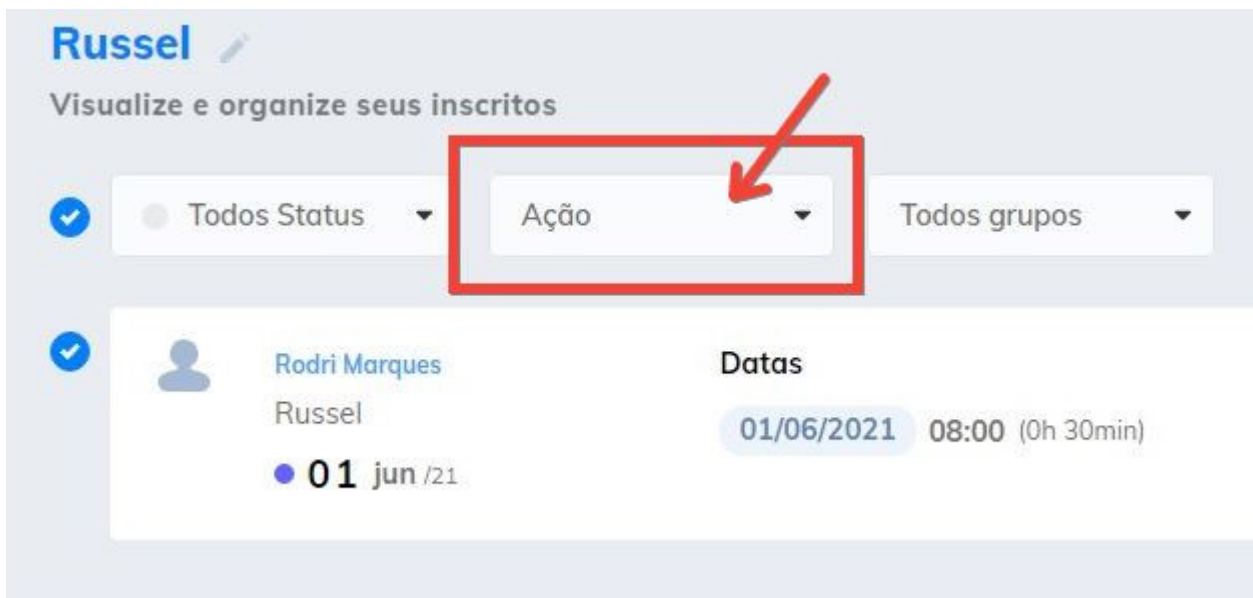 Russel
Visualize e organize seus inscritos
Todos Status
Ação
Todos grupos
Rodri Marques
Russel
01 jun /21
Datas
01/06/2021 08:00 (0h 30min)